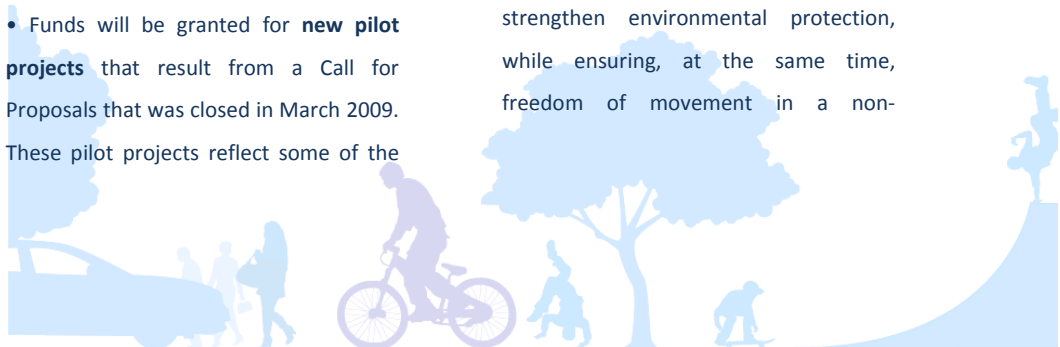 • Funds will be granted for new pilot
projects that result from a Call for
Proposals that was closed in March 2009.
These pilot projects reflect some of the
strengthen environmental protection,
while ensuring, at the same time,
freedom of movement in a non-